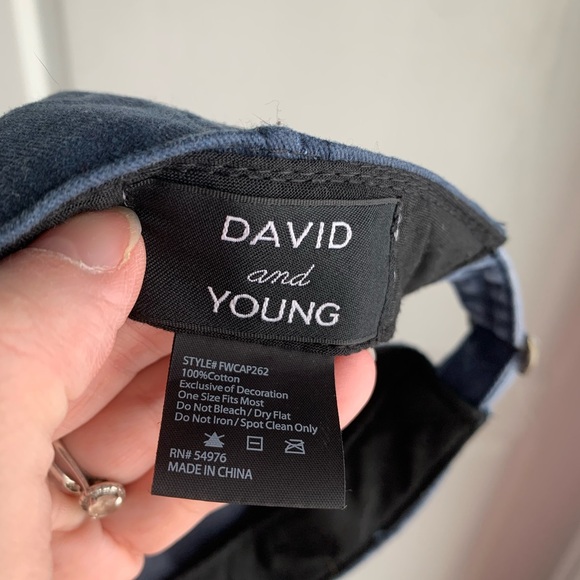 DAVID
and
YOUNG
STYLE# FWCAP262
100%Cotton
Exclusive of Decoration
One Size Fits Most
Do Not Bleach / Dry Flat
Do Not Iron / Spot Clean Only
RN# 54976
MADE IN CHINA